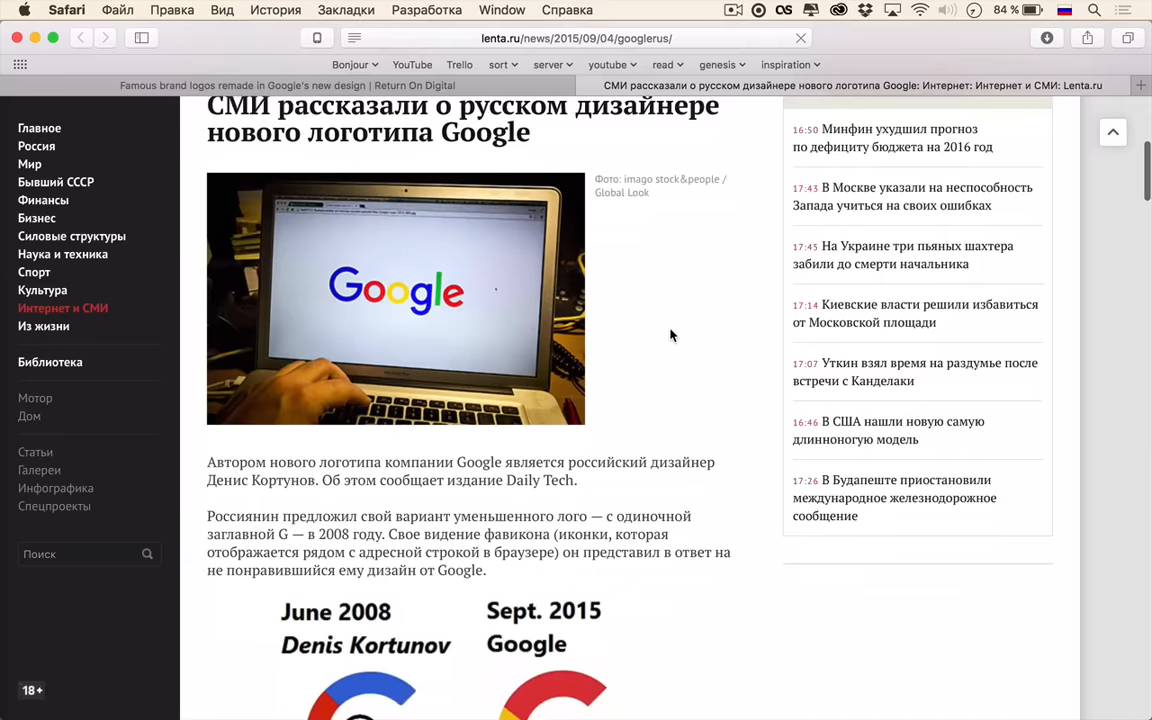 Safari Файл Правка Вид История Закладки Разработка Window Справка
84 %
lenta.ru/news/2015/09/04/googlerus/
Bonjour YouTube Trello sort server youtube read genesis inspiration
Famous brand logos remade in Google's new design | Return On Digital
СМИ рассказали о русском дизайнере нового логотипа Google: Интернет: Интернет и СМИ: Lenta.ru
Главное
Россия
Мир
Бывший СССР
Финансы
Бизнес
Силовые структуры
Наука и техника
Спорт
Культура
Интернет и СМИ
Из жизни
Библиотека
Мотор
Дом
Статьи
Галереи
Инфографика
Спецпроекты
Поиск
18+
СМИ рассказали о русском дизайнере
нового логотипа Google
Google
Фото: imago stock&people /
Global Look
Автором нового логотипа компании Google является российский дизайнер
Денис Кортунов. Об этом сообщает издание Daily Tech.
Россиянин предложил свой вариант уменьшенного лого — с одиночной
заглавной G — в 2008 году. Свое видение фавикона (иконки, которая
отображается рядом с адресной строкой в браузере) он представил в ответ на
не понравившийся ему дизайн от Google.
June 2008
Denis Kortunov
Sept. 2015
Google
16:50 Минфин ухудшил прогноз
по дефициту бюджета на 2016 год
17:43 В Москве указали на неспособность
Запада учиться на своих ошибках
17:45 На Украине три пьяных шахтера
забили до смерти начальника
17:14 Киевские власти решили избавиться
от Московской площади
17:07 Уткин взял время на раздумье после
встречи с Канделаки
16:46 В США нашли новую самую
длинноногую модель
17:26 В Будапеште приостановили
международное железнодорожное
сообщение